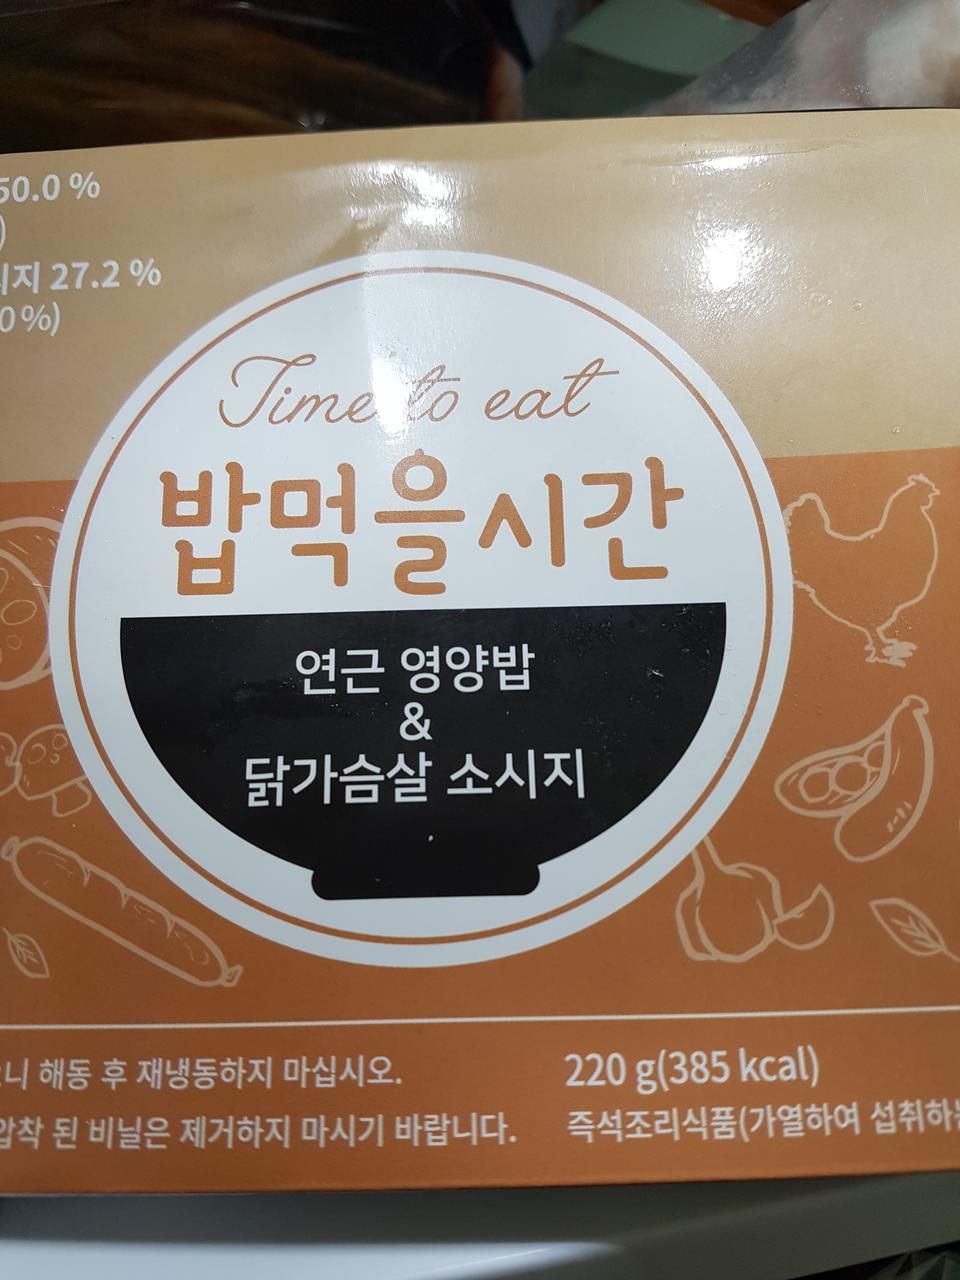 50.0 %
)
지 27.2 %
0 %)
Time to eat
밥먹을시간
연근 영양밥
&
닭가슴살 소시지
니 해동 후 재냉동하지 마십시오.
압착 된 비닐은 제거하지 마시기 바랍니다.
220 g(385 kcal)
즉석조리식품(가열하여 섭취하